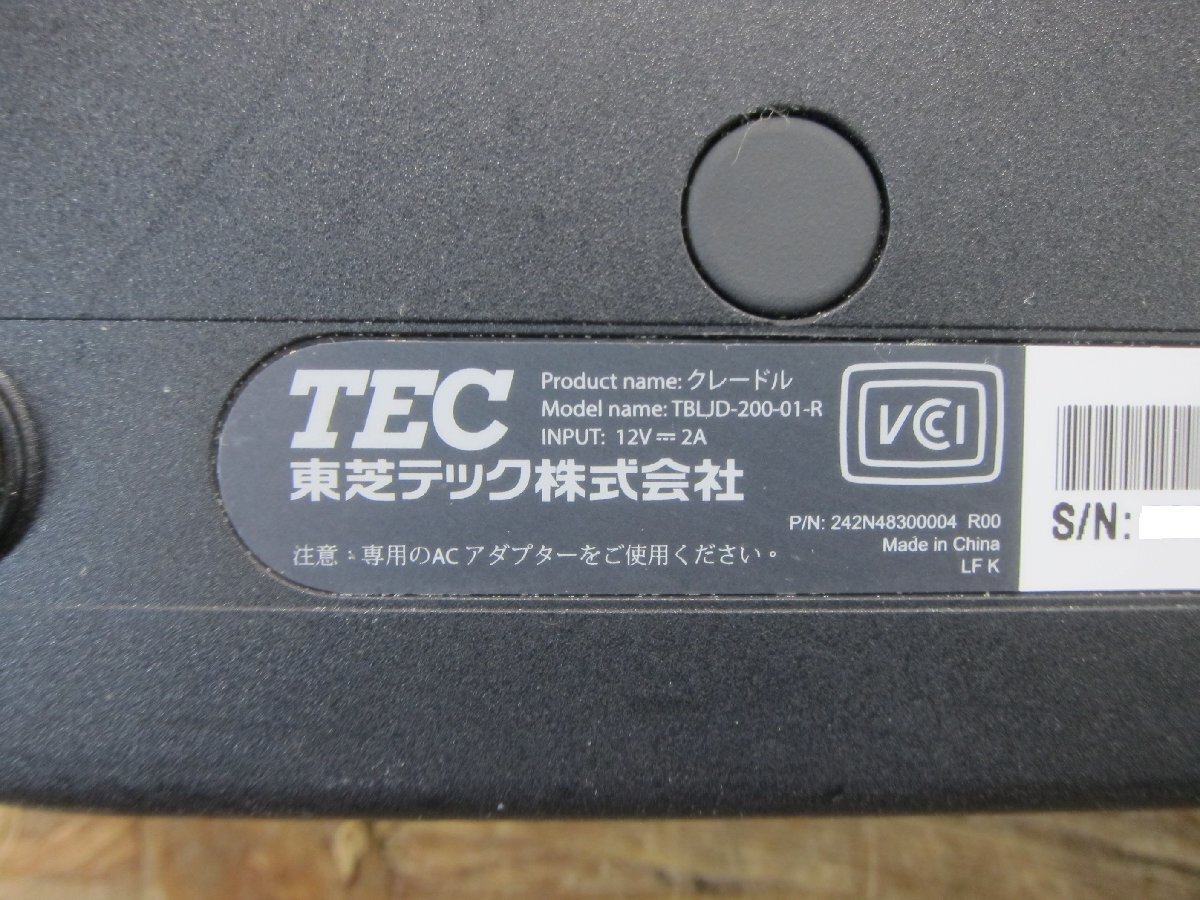 TEC
Product name: クレードル
Model name: TBLJD-200-01-R
INPUT: 12V⎓2A
東芝テック株式会社
VCCI
P/N: 242N48300004 R00
Made in China
LF K
注意：専用のACアダプターをご使用ください。
S/N: